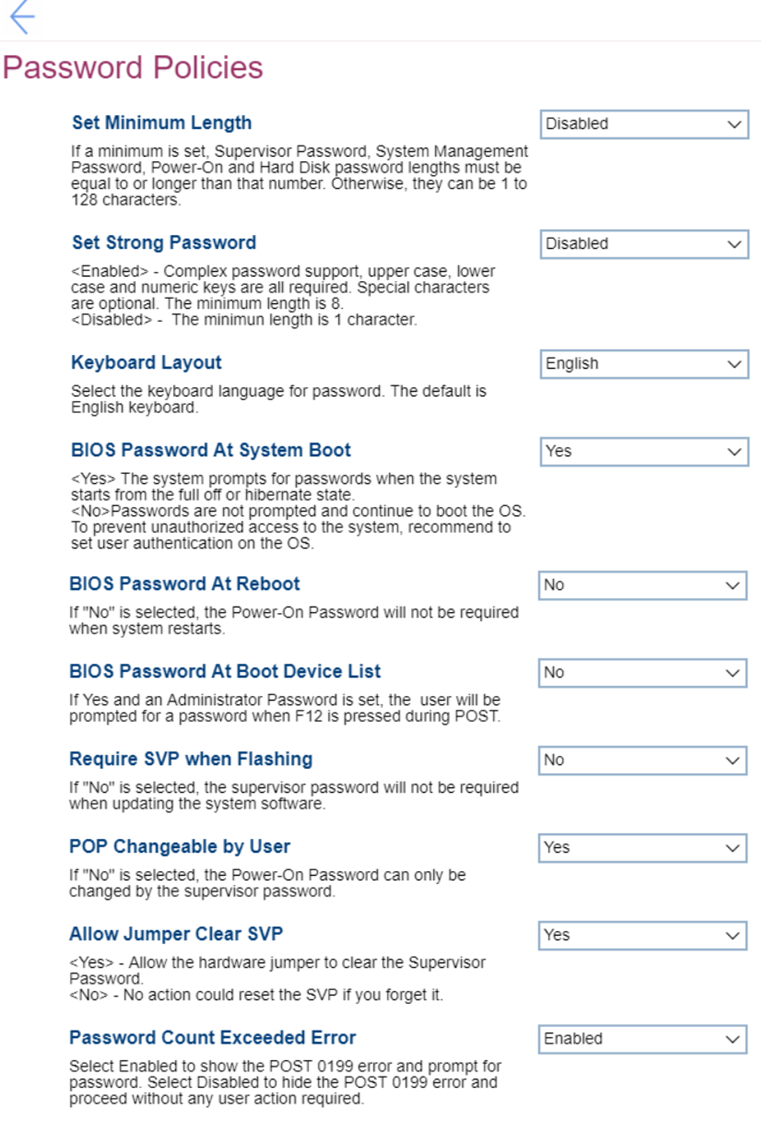 Password Policies
Set Minimum Length
Disabled
If a minimum is set, Supervisor Password, System Management
Password, Power-On and Hard Disk password lengths must be
equal to or longer than that number. Otherwise, they can be 1 to
128 characters.
Set Strong Password
Disabled
<Enabled> - Complex password support, upper case, lower
case and numeric keys are all required. Special characters
are optional. The minimum length is 8.
<Disabled> - The minimun length is 1 character.
Keyboard Layout
English
Select the keyboard language for password. The default is
English keyboard.
BIOS Password At System Boot
Yes
<Yes> The system prompts for passwords when the system
starts from the full off or hibernate state.
<No>Passwords are not prompted and continue to boot the OS.
To prevent unauthorized access to the system, recommend to
set user authentication on the OS.
BIOS Password At Reboot
No
If "No" is selected, the Power-On Password will not be required
when system restarts.
BIOS Password At Boot Device List
No
If Yes and an Administrator Password is set, the user will be
prompted for a password when F12 is pressed during POST.
Require SVP when Flashing
No
If "No" is selected, the supervisor password will not be required
when updating the system software.
POP Changeable by User
Yes
If "No" is selected, the Power-On Password can only be
changed by the supervisor password.
Allow Jumper Clear SVP
Yes
<Yes> - Allow the hardware jumper to clear the Supervisor
Password.
<No> - No action could reset the SVP if you forget it.
Password Count Exceeded Error
Enabled
Select Enabled to show the POST 0199 error and prompt for
password. Select Disabled to hide the POST 0199 error and
proceed without any user action required.